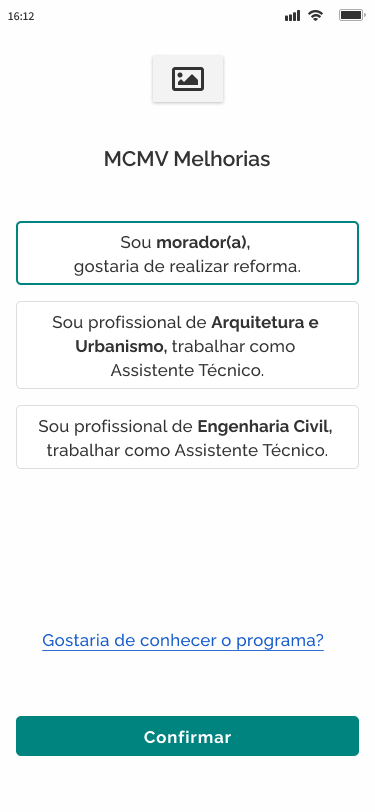 16:12
MCMV Melhorias
Sou morador(a),
gostaria de realizar reforma.
Sou profissional de Arquitetura e
Urbanismo, trabalhar como
Assistente Técnico.
Sou profissional de Engenharia Civil,
trabalhar como Assistente Técnico.
Gostaria de conhecer o programa?
Confirmar